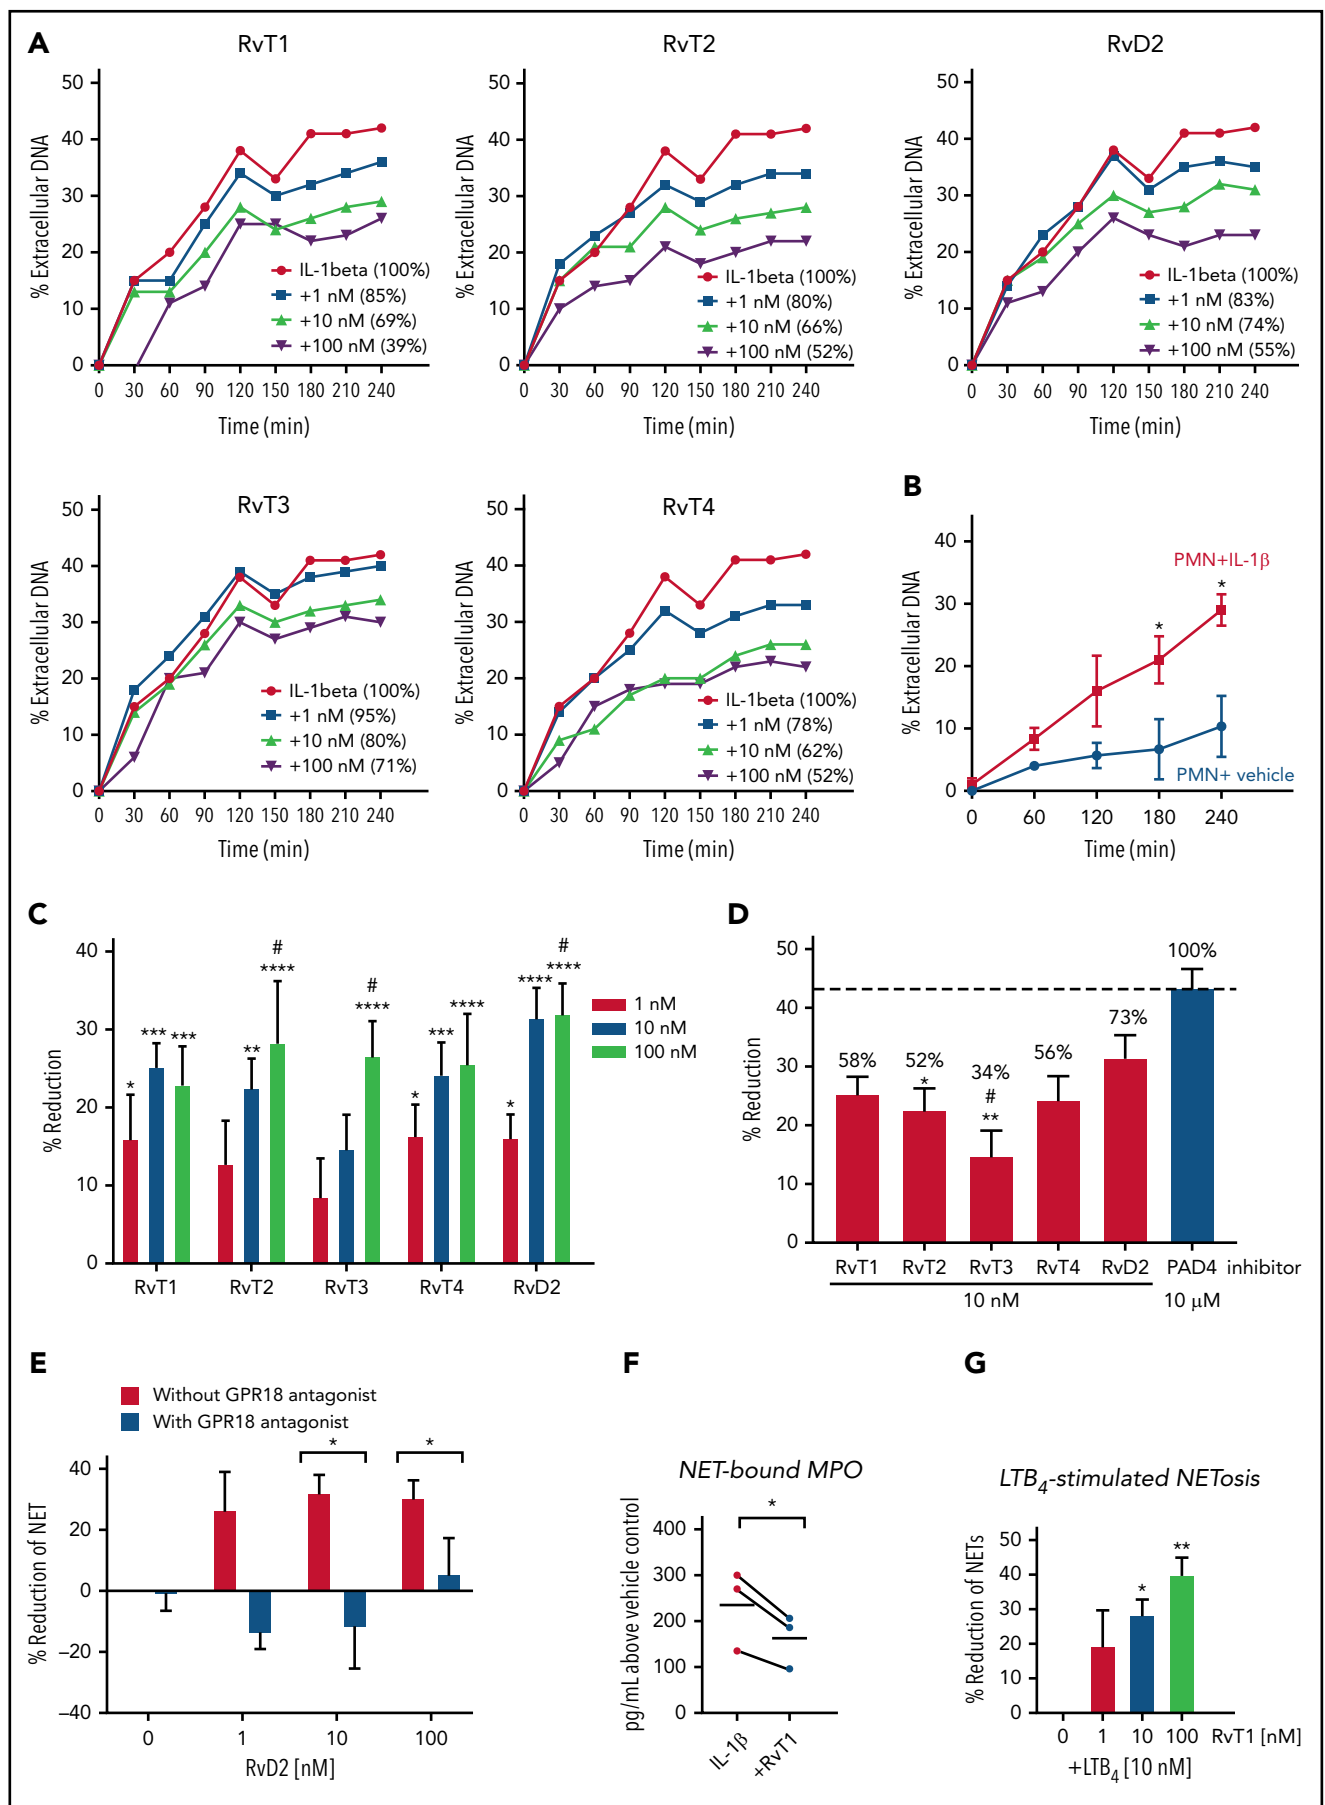 A
RvT1
% Extracellular DNA
50
40
30
20
10
0
IL-1beta (100%)
+1 nM (85%)
+10 nM (69%)
+100 nM (39%)
0 30 60 90 120 150 180 210 240
Time (min)
RvT2
% Extracellular DNA
50
40
30
20
10
0
IL-1beta (100%)
+1 nM (80%)
+10 nM (66%)
+100 nM (52%)
0 30 60 90 120 150 180 210 240
Time (min)
RvD2
% Extracellular DNA
50
40
30
20
10
0
IL-1beta (100%)
+1 nM (83%)
+10 nM (74%)
+100 nM (55%)
0 30 60 90 120 150 180 210 240
Time (min)
RvT3
% Extracellular DNA
50
40
30
20
10
0
IL-1beta (100%)
+1 nM (95%)
+10 nM (80%)
+100 nM (71%)
0 30 60 90 120 150 180 210 240
Time (min)
RvT4
% Extracellular DNA
50
40
30
20
10
0
IL-1beta (100%)
+1 nM (78%)
+10 nM (62%)
+100 nM (52%)
0 30 60 90 120 150 180 210 240
Time (min)
B
% Extracellular DNA
40
30
20
10
0
PMN+IL-1β
*
*
PMN+ vehicle
0 60 120 180 240
Time (min)
C
% Reduction
40
30
20
10
0
# #
**** **** **** **** ****
*** *** ** ***
* * *
1 nM
10 nM
100 nM
RvT1 RvT2 RvT3 RvT4 RvD2
D
% Reduction
50
40
30
20
10
0
100%
73%
58% 52% 34% 56%
*
#
**
RvT1 RvT2 RvT3 RvT4 RvD2 PAD4 inhibitor
10 nM 10 μM
E
Without GPR18 antagonist
With GPR18 antagonist
% Reduction of NET
40
20
0
−20
−40
* *
0 1 10 100
RvD2 [nM]
F
NET-bound MPO
pg/mL above vehicle control
400
300
200
100
0
*
IL-1β +RvT1
G
LTB4-stimulated NETosis
% Reduction of NETs
50
40
30
20
10
0
* **
0 1 10 100 RvT1 [nM]
+LTB4 [10 nM]